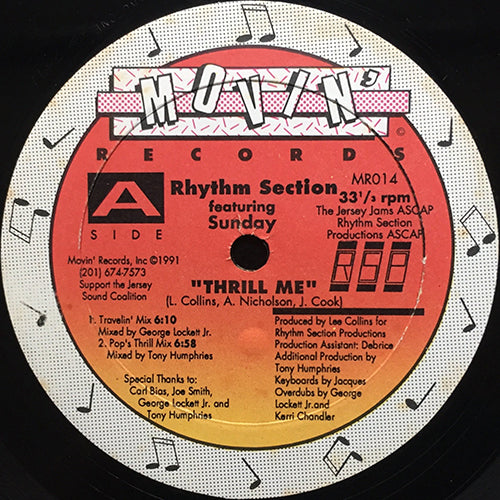 MOVIN'
RECORDS
©
A
SIDE
Rhythm Section
featuring
Sunday
MR014
33 1/3 rpm
The Jersey Jams ASCAP
Rhythm Section
Productions ASCAP
Movin' Records, Inc ©1991
(201) 674-7573
Support the Jersey
Sound Coalition
RSP
"THRILL ME"
(L. Collins, A. Nicholson, J. Cook)
1. Travelin' Mix 6:10
Mixed by George Lockett Jr.
2. Pop's Thrill Mix 6:58
Mixed by Tony Humphries
Special Thanks to:
Carl Bias, Joe Smith,
George Lockett Jr. and
Tony Humphries
Produced by Lee Collins for
Rhythm Section Productions
Production Assistant: Debrice
Additional Production by
Tony Humphries
Keyboards by Jacques
Overdubs by George
Lockett Jr.and
Kerri Chandler